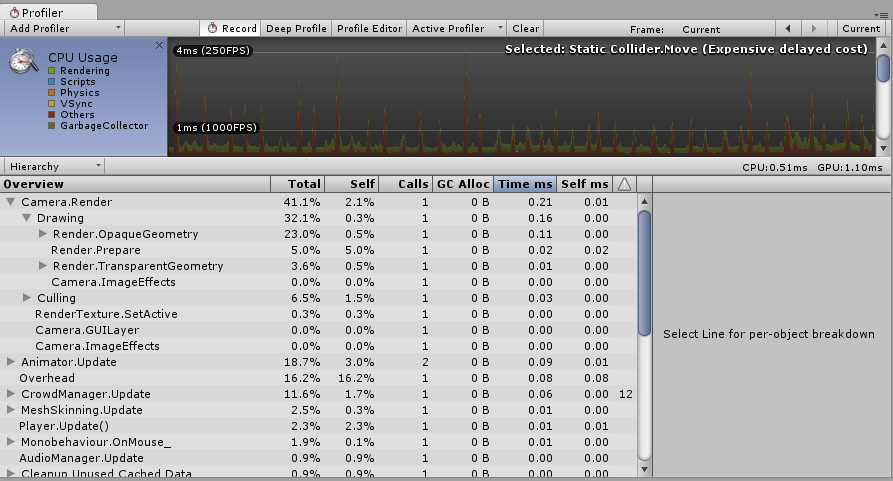 Profiler
Add Profiler Record Deep Profile Profile Editor Active Profiler Clear Frame: Current Current
CPU Usage
Rendering
Scripts
Physics
VSync
Others
GarbageCollector
4ms (250FPS)
Selected: Static Collider.Move (Expensive delayed cost)
1ms (1000FPS)
Hierarchy CPU:0.51ms GPU:1.10ms
Overview Total Self Calls GC Alloc Time ms Self ms
Camera.Render 41.1% 2.1% 1 0 B 0.21 0.01
Drawing 32.1% 0.3% 1 0 B 0.16 0.00
Render.OpaqueGeometry 23.0% 0.5% 1 0 B 0.11 0.00
Render.Prepare 5.0% 5.0% 1 0 B 0.02 0.02
Render.TransparentGeometry 3.6% 0.5% 1 0 B 0.01 0.00
Camera.ImageEffects 0.0% 0.0% 1 0 B 0.00 0.00
Culling 6.5% 1.5% 1 0 B 0.03 0.00
RenderTexture.SetActive 0.3% 0.3% 1 0 B 0.00 0.00
Camera.GUILayer 0.0% 0.0% 1 0 B 0.00 0.00
Camera.ImageEffects 0.0% 0.0% 1 0 B 0.00 0.00
Animator.Update 18.7% 3.0% 2 0 B 0.09 0.01
Overhead 16.2% 16.2% 1 0 B 0.08 0.08
CrowdManager.Update 11.6% 1.7% 1 0 B 0.06 0.00 12
MeshSkinning.Update 2.5% 0.3% 1 0 B 0.01 0.00
Player.Update() 2.3% 2.3% 1 0 B 0.01 0.01
Monobehaviour.OnMouse_ 1.9% 0.1% 1 0 B 0.01 0.00
AudioManager.Update 0.9% 0.9% 1 0 B 0.00 0.00
Cleanup Unused Cached Data 0.9% 0.9% 1 0 B 0.00 0.00
Select Line for per-object breakdown